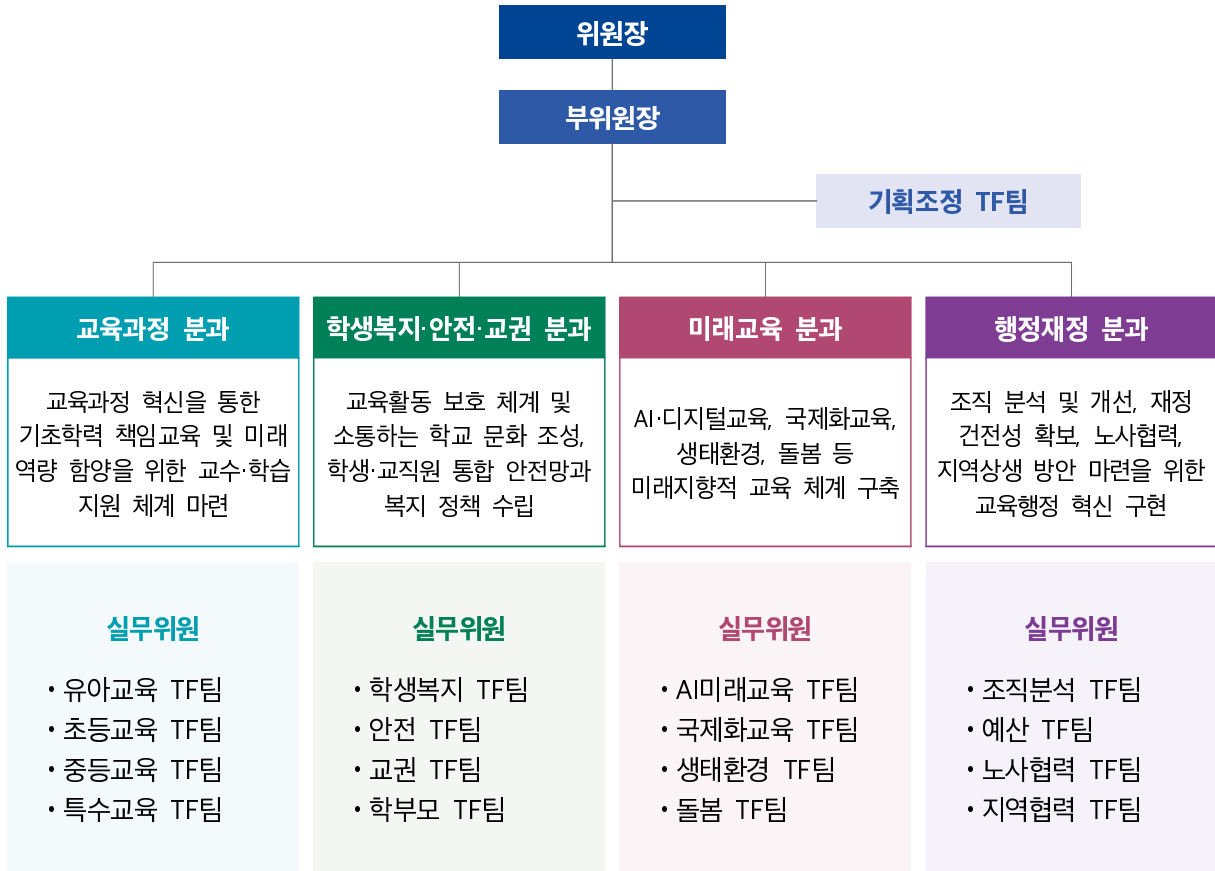 위원장
부위원장
기획조정 TF팀
교육과정 분과
교육과정 혁신을 통한
기초학력 책임교육 및 미래
역량 함양을 위한 교수·학습
지원 체계 마련
학생복지·안전·교권 분과
교육활동 보호 체계 및
소통하는 학교 문화 조성,
학생·교직원 통합 안전망과
복지 정책 수립
미래교육 분과
AI·디지털교육, 국제화교육,
생태환경, 돌봄 등
미래지향적 교육 체계 구축
행정재정 분과
조직 분석 및 개선, 재정
건전성 확보, 노사협력,
지역상생 방안 마련을 위한
교육행정 혁신 구현
실무위원
• 유아교육 TF팀
• 초등교육 TF팀
• 중등교육 TF팀
• 특수교육 TF팀
실무위원
• 학생복지 TF팀
• 안전 TF팀
• 교권 TF팀
• 학부모 TF팀
실무위원
• AI미래교육 TF팀
• 국제화교육 TF팀
• 생태환경 TF팀
• 돌봄 TF팀
실무위원
• 조직분석 TF팀
• 예산 TF팀
• 노사협력 TF팀
• 지역협력 TF팀